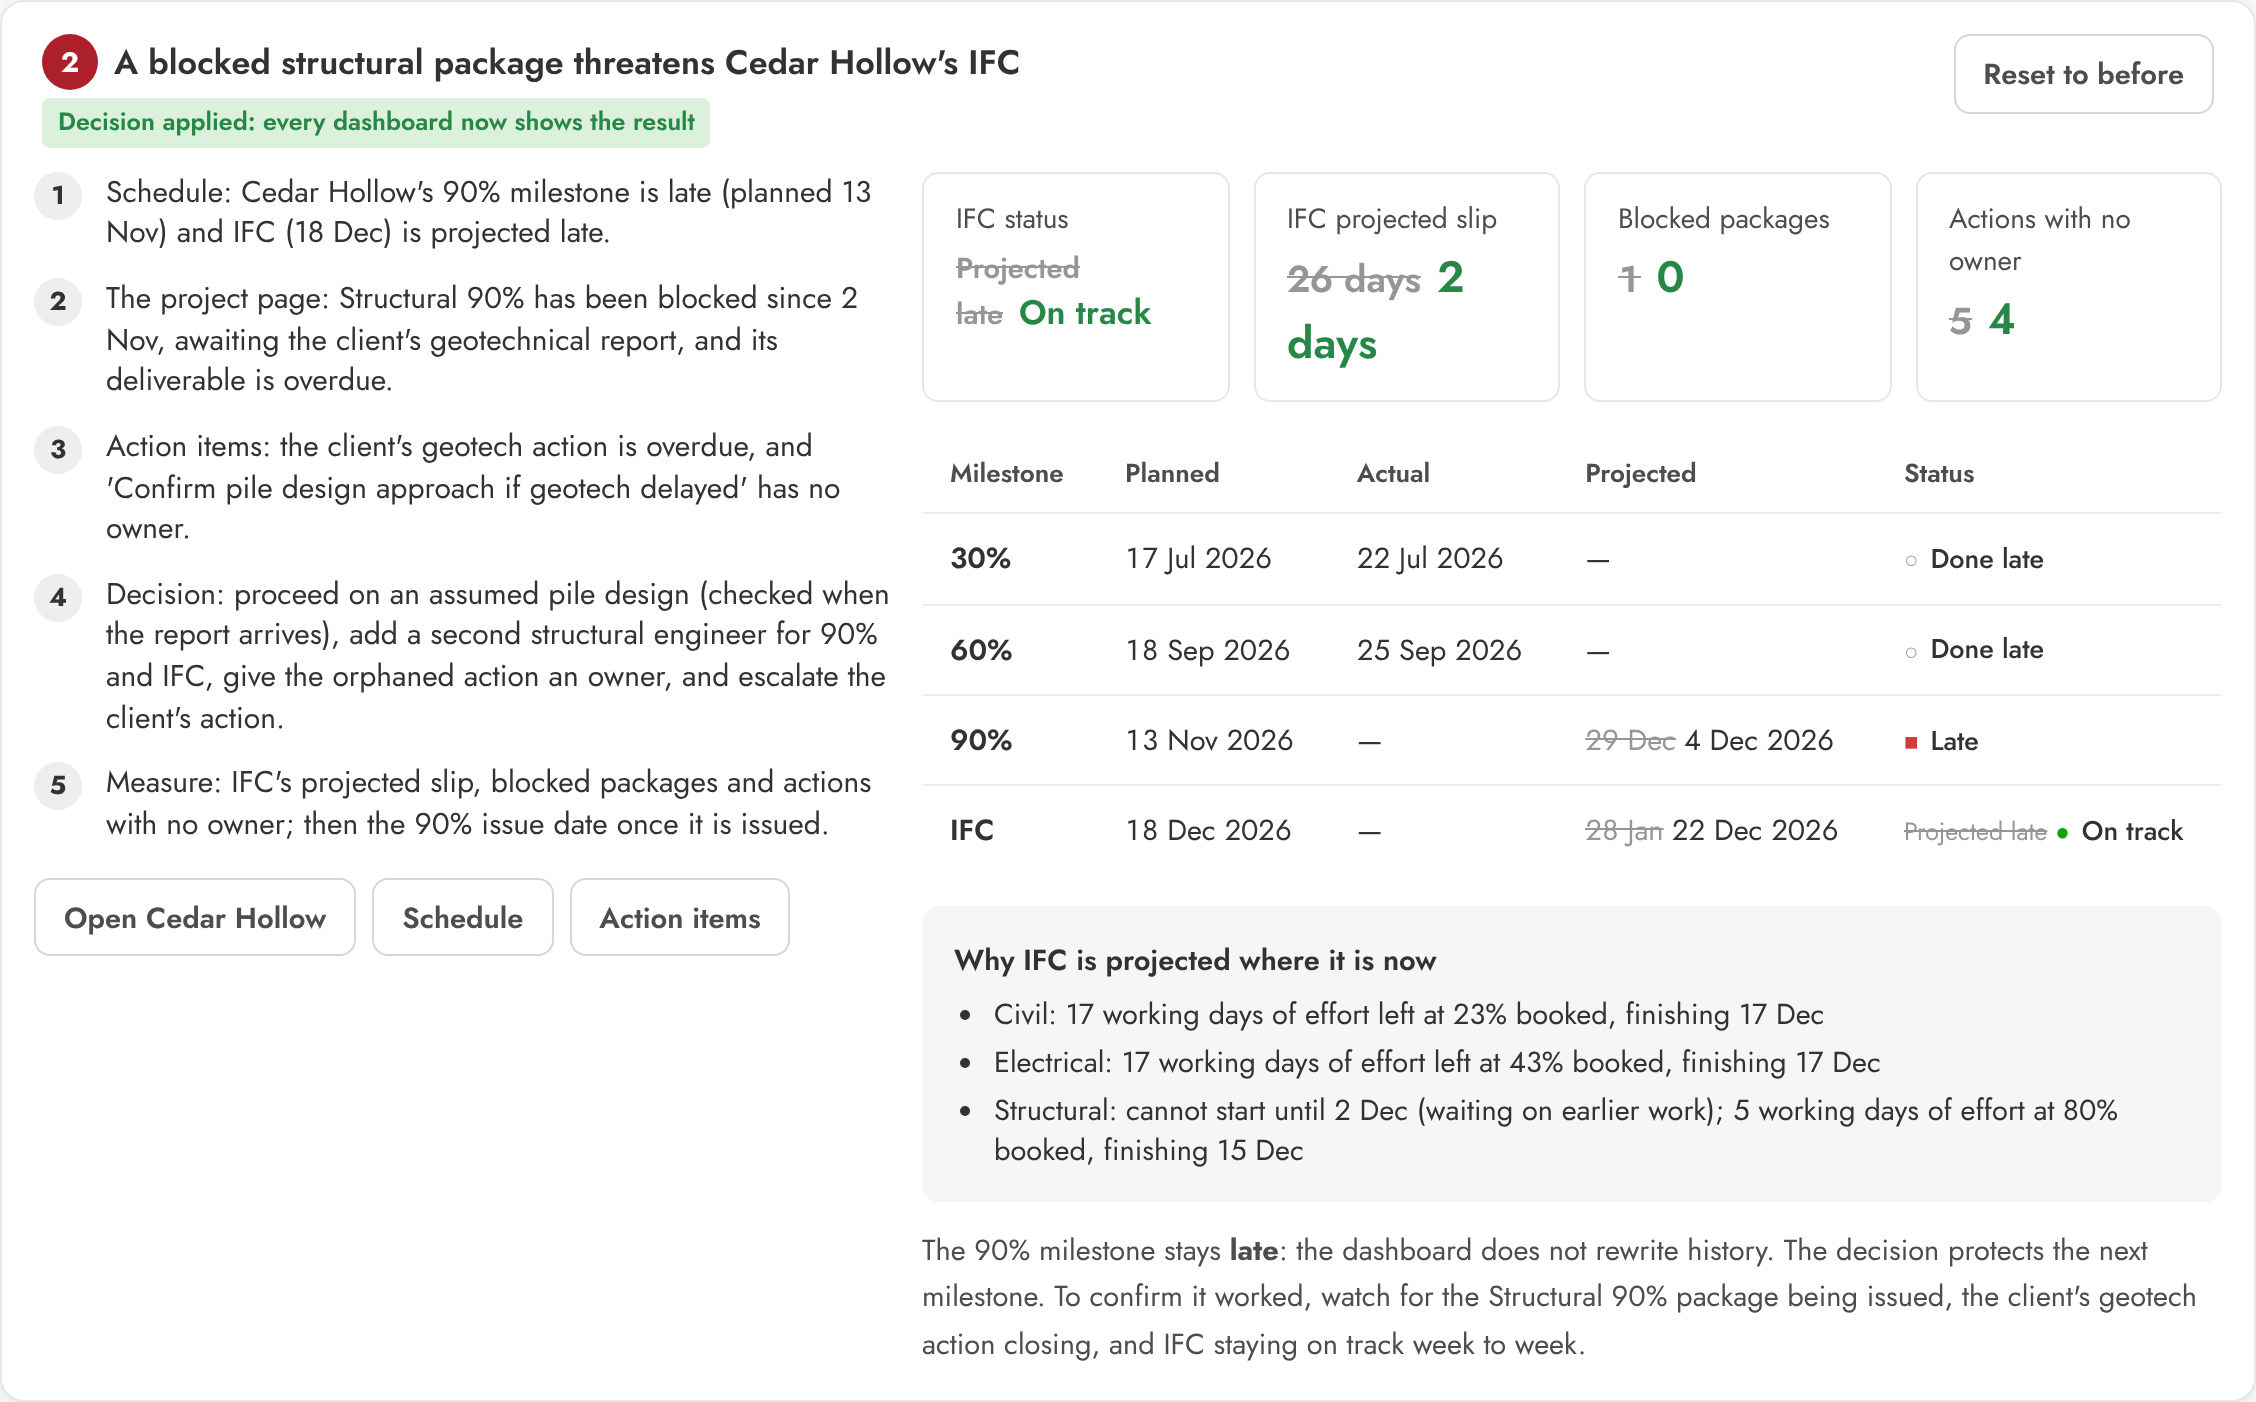 2 A blocked structural package threatens Cedar Hollow's IFC
Reset to before
Decision applied: every dashboard now shows the result
1 Schedule: Cedar Hollow's 90% milestone is late (planned 13
Nov) and IFC (18 Dec) is projected late.
2 The project page: Structural 90% has been blocked since 2
Nov, awaiting the client's geotechnical report, and its
deliverable is overdue.
3 Action items: the client's geotech action is overdue, and
'Confirm pile design approach if geotech delayed' has no
owner.
4 Decision: proceed on an assumed pile design (checked when
the report arrives), add a second structural engineer for 90%
and IFC, give the orphaned action an owner, and escalate the
client's action.
5 Measure: IFC's projected slip, blocked packages and actions
with no owner; then the 90% issue date once it is issued.
Open Cedar Hollow Schedule Action items
IFC status
Projected
late On track
IFC projected slip
26 days 2
days
Blocked packages
1 0
Actions with no
owner
5 4
Milestone Planned Actual Projected Status
30% 17 Jul 2026 22 Jul 2026 — Done late
60% 18 Sep 2026 25 Sep 2026 — Done late
90% 13 Nov 2026 — 29 Dec 4 Dec 2026 Late
IFC 18 Dec 2026 — 28 Jan 22 Dec 2026 Projected late On track
Why IFC is projected where it is now
• Civil: 17 working days of effort left at 23% booked, finishing 17 Dec
• Electrical: 17 working days of effort left at 43% booked, finishing 17 Dec
• Structural: cannot start until 2 Dec (waiting on earlier work); 5 working days of effort at 80%
booked, finishing 15 Dec
The 90% milestone stays late: the dashboard does not rewrite history. The decision protects the next
milestone. To confirm it worked, watch for the Structural 90% package being issued, the client's geotech
action closing, and IFC staying on track week to week.